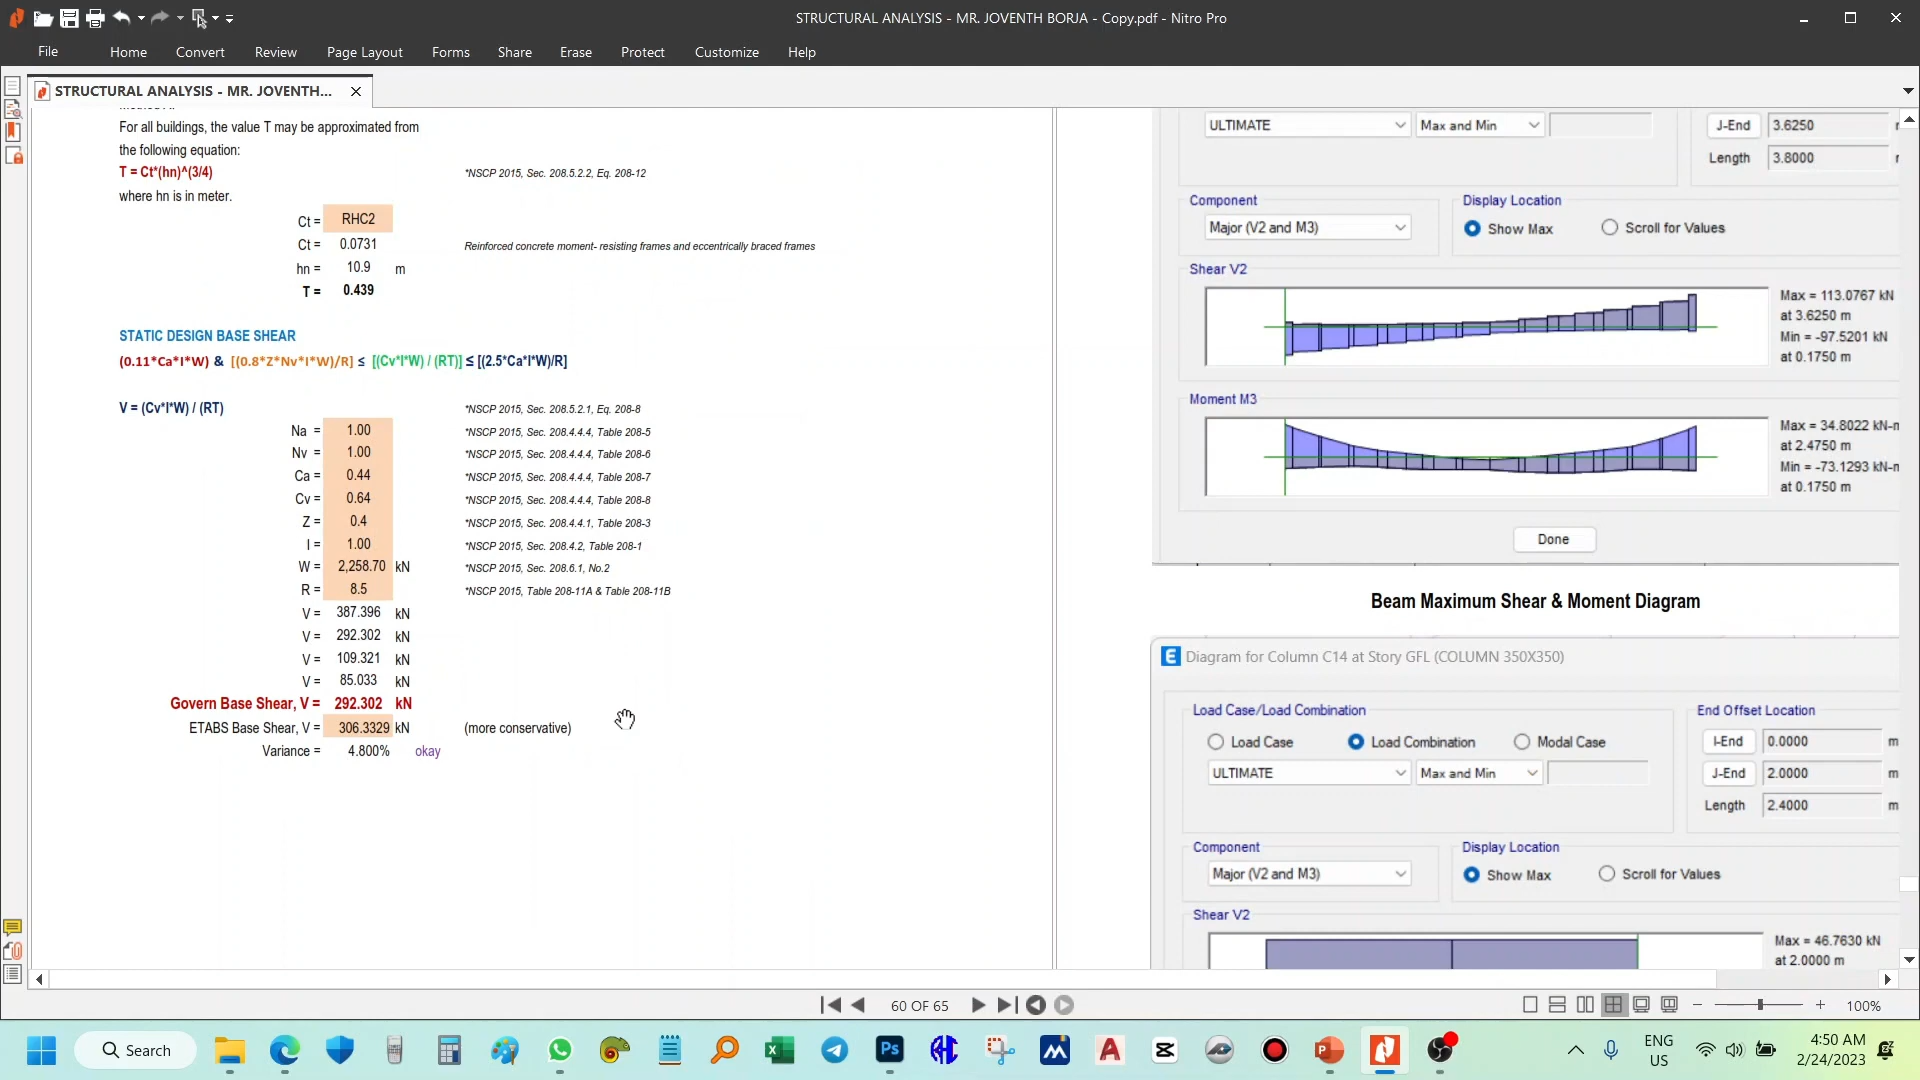 STRUCTURAL ANALYSIS - MR. JOVENTH BORJA - Copy.pdf - Nitro Pro
File Home Convert Review Page Layout Forms Share Erase Protect Customize Help
STRUCTURAL ANALYSIS - MR. JOVENTH...
For all buildings, the value T may be approximated from
the following equation:
T = Ct*(hn)^(3/4) *NSCP 2015, Sec. 208.5.2.2, Eq. 208-12
where hn is in meter.
Ct = RHC2
Ct = 0.0731 Reinforced concrete moment- resisting frames and eccentrically braced frames
hn = 10.9 m
T = 0.439
STATIC DESIGN BASE SHEAR
(0.11*Ca*I*W) & [(0.8*Z*Nv*I*W)/R] ≤ [(Cv*I*W) / (RT)] ≤ [(2.5*Ca*I*W)/R]
V = (Cv*I*W) / (RT) *NSCP 2015, Sec. 208.5.2.1, Eq. 208-8
Na = 1.00 *NSCP 2015, Sec. 208.4.4.4, Table 208-5
Nv = 1.00 *NSCP 2015, Sec. 208.4.4.4, Table 208-6
Ca = 0.44 *NSCP 2015, Sec. 208.4.4.4, Table 208-7
Cv = 0.64 *NSCP 2015, Sec. 208.4.4.4, Table 208-8
Z = 0.4 *NSCP 2015, Sec. 208.4.4.1, Table 208-3
I = 1.00 *NSCP 2015, Sec. 208.4.2, Table 208-1
W = 2,258.70 kN *NSCP 2015, Sec. 208.6.1, No.2
R = 8.5 *NSCP 2015, Table 208-11A & Table 208-11B
V = 387.396 kN
V = 292.302 kN
V = 109.321 kN
V = 85.033 kN
Govern Base Shear, V = 292.302 kN
ETABS Base Shear, V = 306.3329 kN (more conservative)
Variance = 4.800% okay
ULTIMATE Max and Min J-End 3.6250
Length 3.8000
Component Display Location
Major (V2 and M3) Show Max Scroll for Values
Shear V2
Max = 113.0767 kN
at 3.6250 m
Min = -97.5201 kN
at 0.1750 m
Moment M3
Max = 34.8022 kN-m
at 2.4750 m
Min = -73.1293 kN-m
at 0.1750 m
Done
Beam Maximum Shear & Moment Diagram
E Diagram for Column C14 at Story GFL (COLUMN 350X350)
Load Case/Load Combination End Offset Location
Load Case Load Combination Modal Case I-End 0.0000 m
ULTIMATE Max and Min J-End 2.0000 m
Length 2.4000 m
Component Display Location
Major (V2 and M3) Show Max Scroll for Values
Shear V2
Max = 46.7630 kN
at 2.0000 m
60 OF 65 100%
Search ENG 4:50 AM
US 2/24/2023